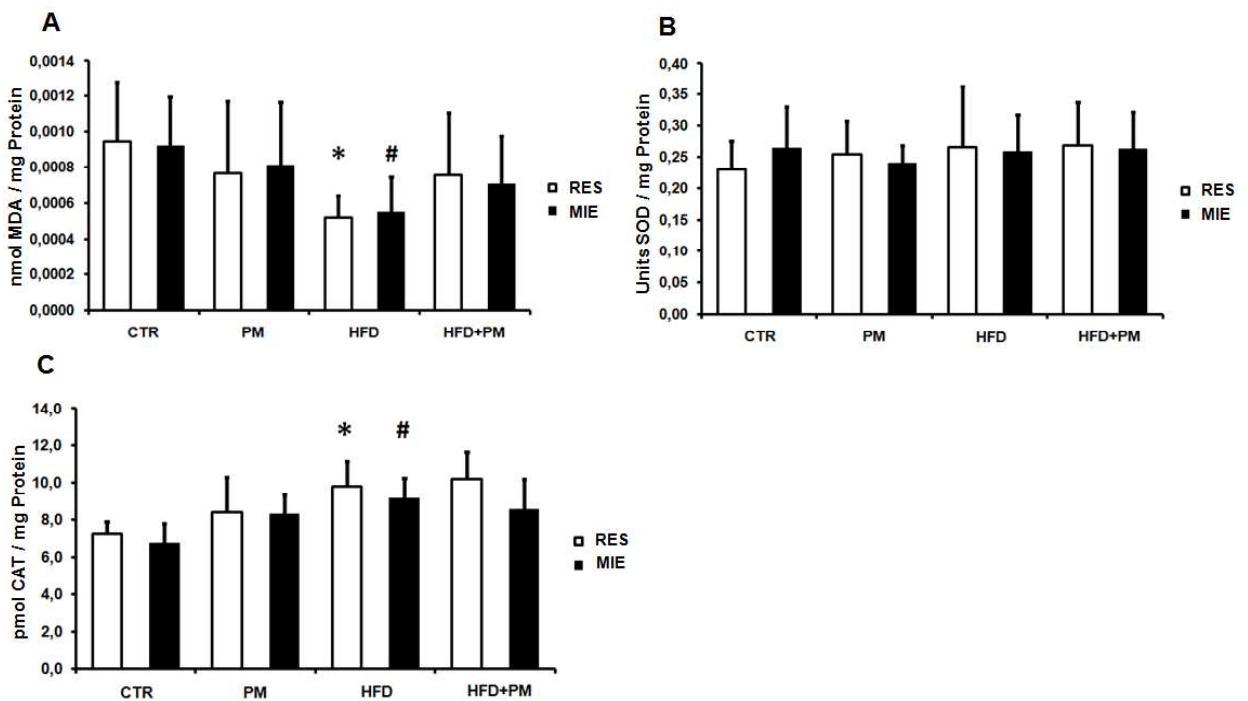 A
nmol MDA / mg Protein
0,0014
0,0012
0,0010
0,0008
0,0006
0,0004
0,0002
0,0000
* #
CTR PM HFD HFD+PM
RES
MIE
B
Units SOD / mg Protein
0,40
0,35
0,30
0,25
0,20
0,15
0,10
0,05
0,00
CTR PM HFD HFD+PM
RES
MIE
C
pmol CAT / mg Protein
14,0
12,0
10,0
8,0
6,0
4,0
2,0
0,0
* #
CTR PM HFD HFD+PM
RES
MIE